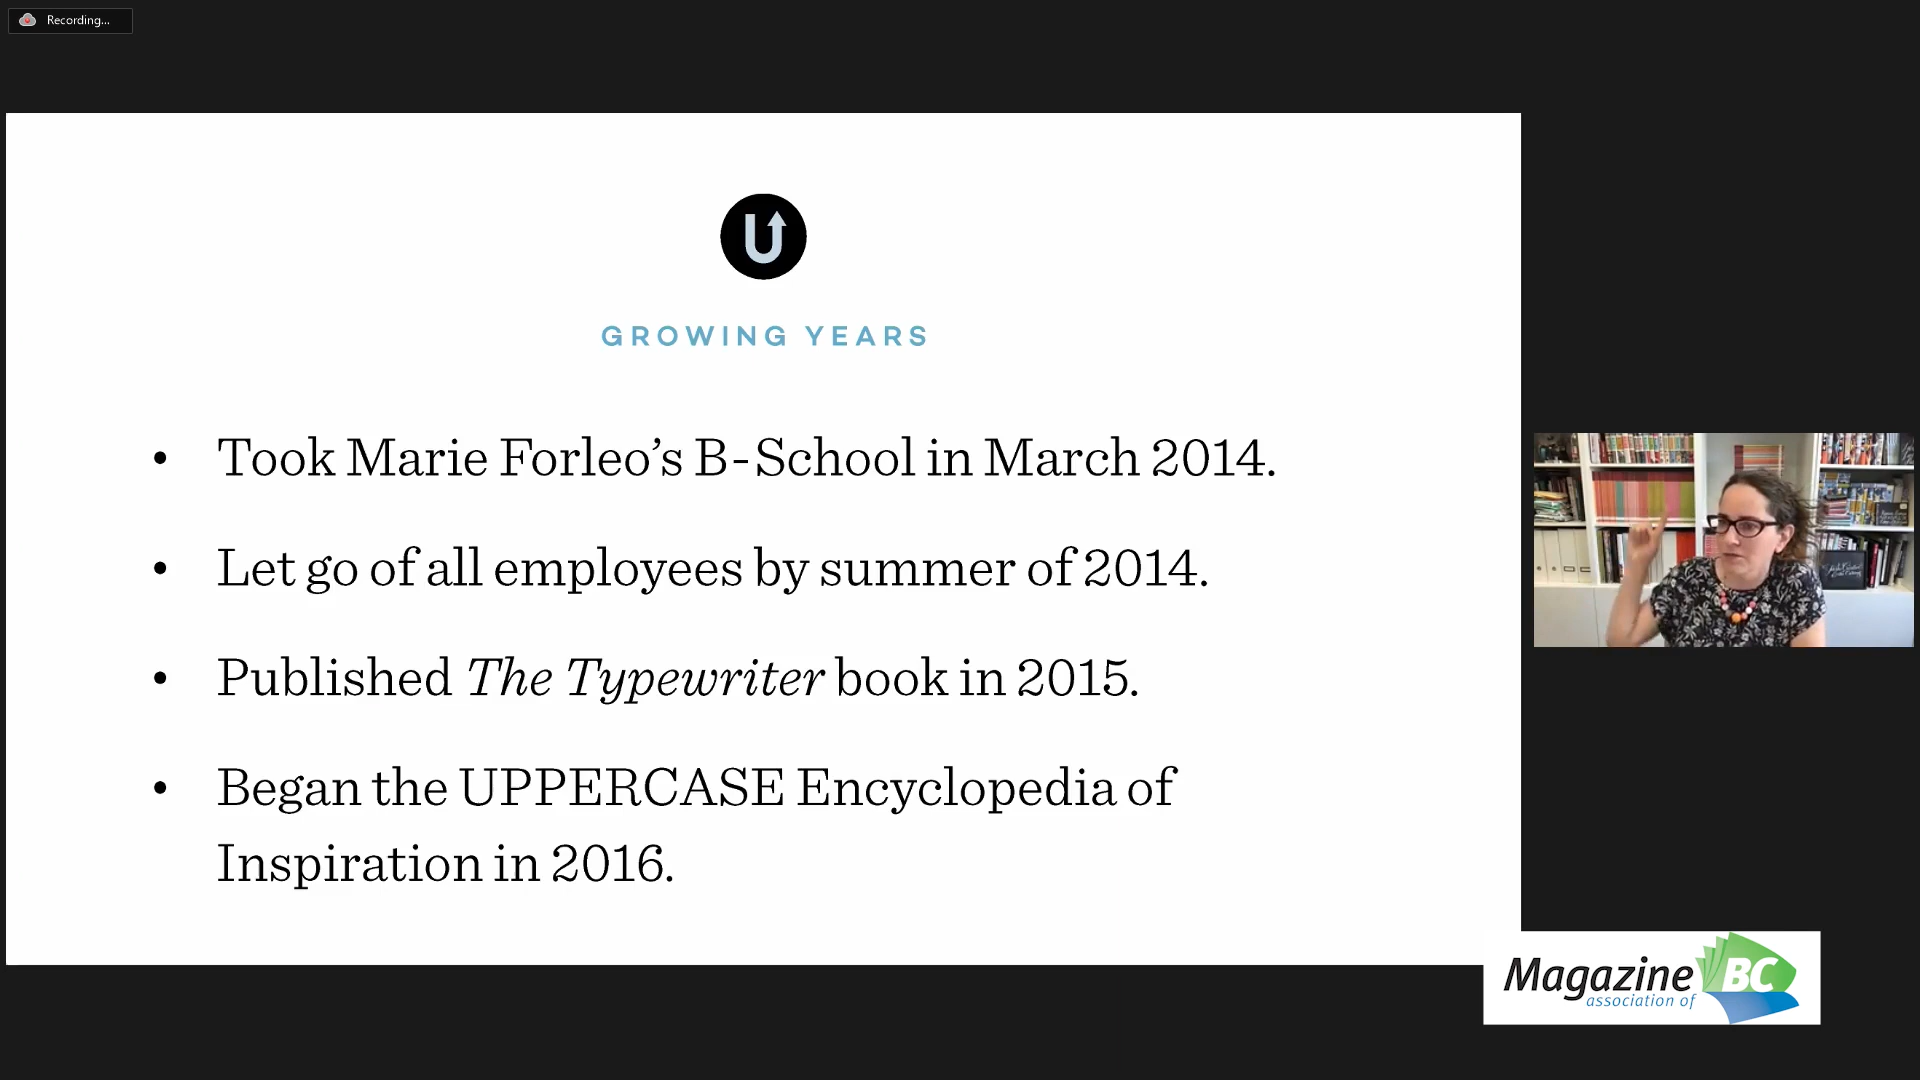 Recording...
U
GROWING YEARS
• Took Marie Forleo’s B-School in March 2014.
• Let go of all employees by summer of 2014.
• Published The Typewriter book in 2015.
• Began the UPPERCASE Encyclopedia of
Inspiration in 2016.
Magazine BC
association of